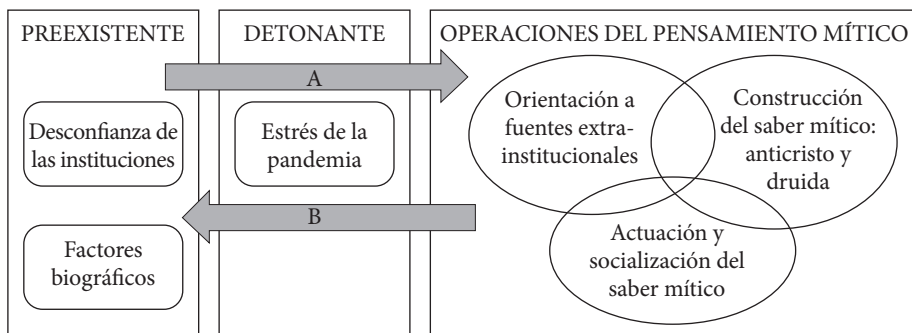 PREEXISTENTE
DETONANTE
OPERACIONES DEL PENSAMIENTO MÍTICO
A
Desconfianza de
las instituciones
Estrés de la
pandemia
Orientación a
fuentes extra-
institucionales
Construcción
del saber mítico:
anticristo y
druida
B
Factores
biográficos
Actuación y
socialización del
saber mítico